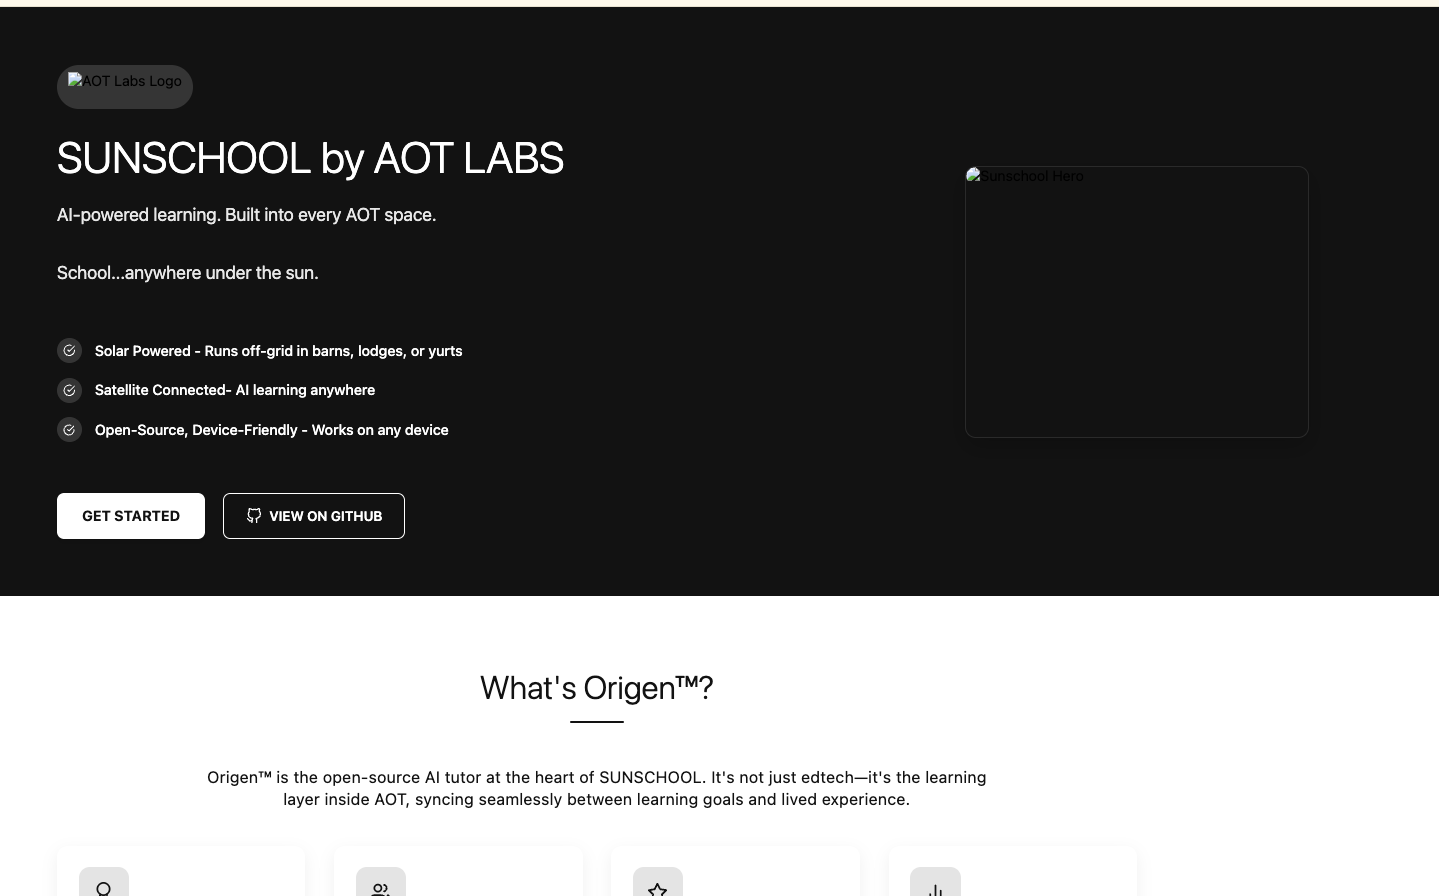 AOT Labs Logo
SUNSCHOOL by AOT LABS
AI-powered learning. Built into every AOT space.
School...anywhere under the sun.
Solar Powered - Runs off-grid in barns, lodges, or yurts
Satellite Connected- AI learning anywhere
Open-Source, Device-Friendly - Works on any device
GET STARTED
VIEW ON GITHUB
Sunschool Hero
What's Origen™?
Origen™ is the open-source AI tutor at the heart of SUNSCHOOL. It's not just edtech—it's the learning
layer inside AOT, syncing seamlessly between learning goals and lived experience.